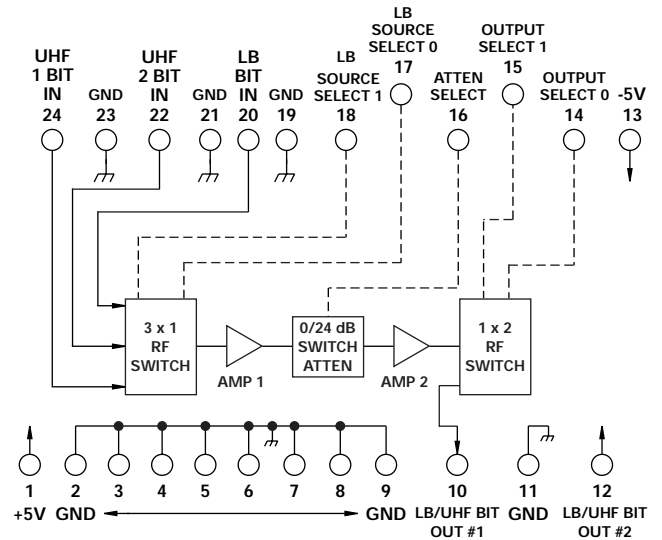 LB
SOURCE
SELECT 0
17
OUTPUT
SELECT 1
15
UHF
1 BIT
IN
24
GND
23
UHF
2 BIT
IN
22
GND
21
LB
BIT
IN
20
GND
19
LB
SOURCE
SELECT 1
18
ATTEN
SELECT
16
OUTPUT
SELECT 0
14
-5V
13
3 x 1
RF
SWITCH
AMP 1
0/24 dB
SWITCH
ATTEN
AMP 2
1 x 2
RF
SWITCH
1
+5V
2
GND
3
4
5
6
7
8
9
GND
10
LB/UHF BIT
OUT #1
11
GND
12
LB/UHF BIT
OUT #2